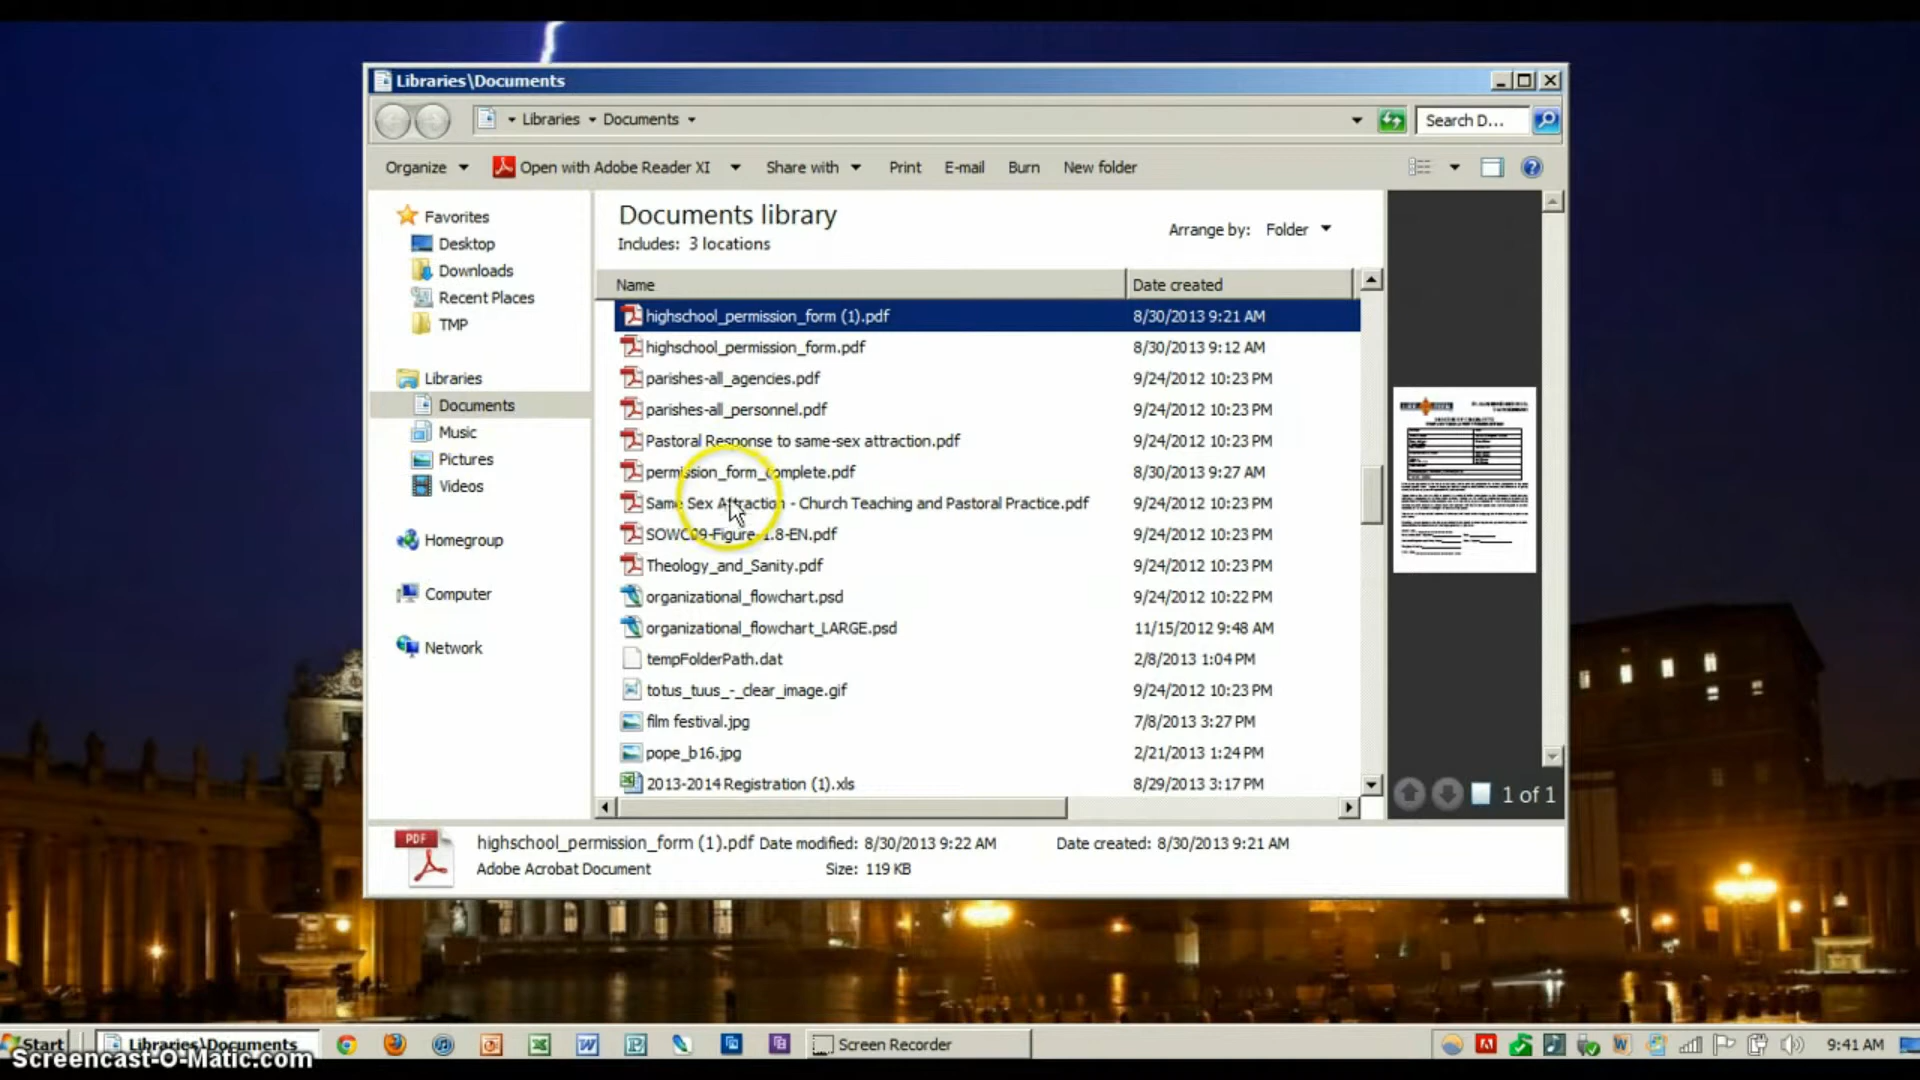 Libraries\Documents
Libraries Documents
Search D...
Organize Open with Adobe Reader XI Share with Print E-mail Burn New folder
Favorites
Desktop
Downloads
Recent Places
TMP
Libraries
Documents
Music
Pictures
Videos
Homegroup
Computer
Network
Documents library
Includes: 3 locations
Arrange by: Folder
Name Date created
highschool_permission_form (1).pdf 8/30/2013 9:21 AM
highschool_permission_form.pdf 8/30/2013 9:12 AM
parishes-all_agencies.pdf 9/24/2012 10:23 PM
parishes-all_personnel.pdf 9/24/2012 10:23 PM
Pastoral Response to same-sex attraction.pdf 9/24/2012 10:23 PM
permission_form_complete.pdf 8/30/2013 9:27 AM
Same Sex Attraction - Church Teaching and Pastoral Practice.pdf 9/24/2012 10:23 PM
SOWC09-Figure-1.8-EN.pdf 9/24/2012 10:23 PM
Theology_and_Sanity.pdf 9/24/2012 10:23 PM
organizational_flowchart.psd 9/24/2012 10:22 PM
organizational_flowchart_LARGE.psd 11/15/2012 9:48 AM
tempFolderPath.dat 2/8/2013 1:04 PM
totus_tuus_-_clear_image.gif 9/24/2012 10:23 PM
film festival.jpg 7/8/2013 3:27 PM
pope_b16.jpg 2/21/2013 1:24 PM
2013-2014 Registration (1).xls 8/29/2013 3:17 PM
1 of 1
PDF
highschool_permission_form (1).pdf Date modified: 8/30/2013 9:22 AM Date created: 8/30/2013 9:21 AM
Adobe Acrobat Document Size: 119 KB
Start Libraries\Documents Screen Recorder 9:41 AM
Screencast-O-Matic.com